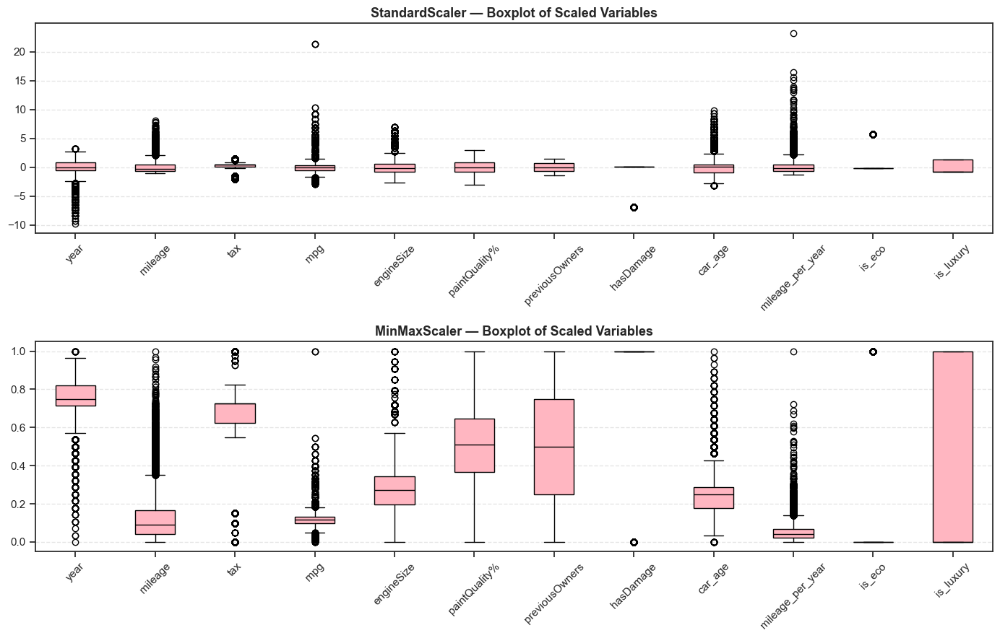 StandardScaler — Boxplot of Scaled Variables
20
15
10
5
0
−5
−10
year
mileage
tax
mpg
engineSize
paintQuality%
previousOwners
hasDamage
car_age
mileage_per_year
is_eco
is_luxury
MinMaxScaler — Boxplot of Scaled Variables
1.0
0.8
0.6
0.4
0.2
0.0
year
mileage
tax
mpg
engineSize
paintQuality%
previousOwners
hasDamage
car_age
mileage_per_year
is_eco
is_luxury